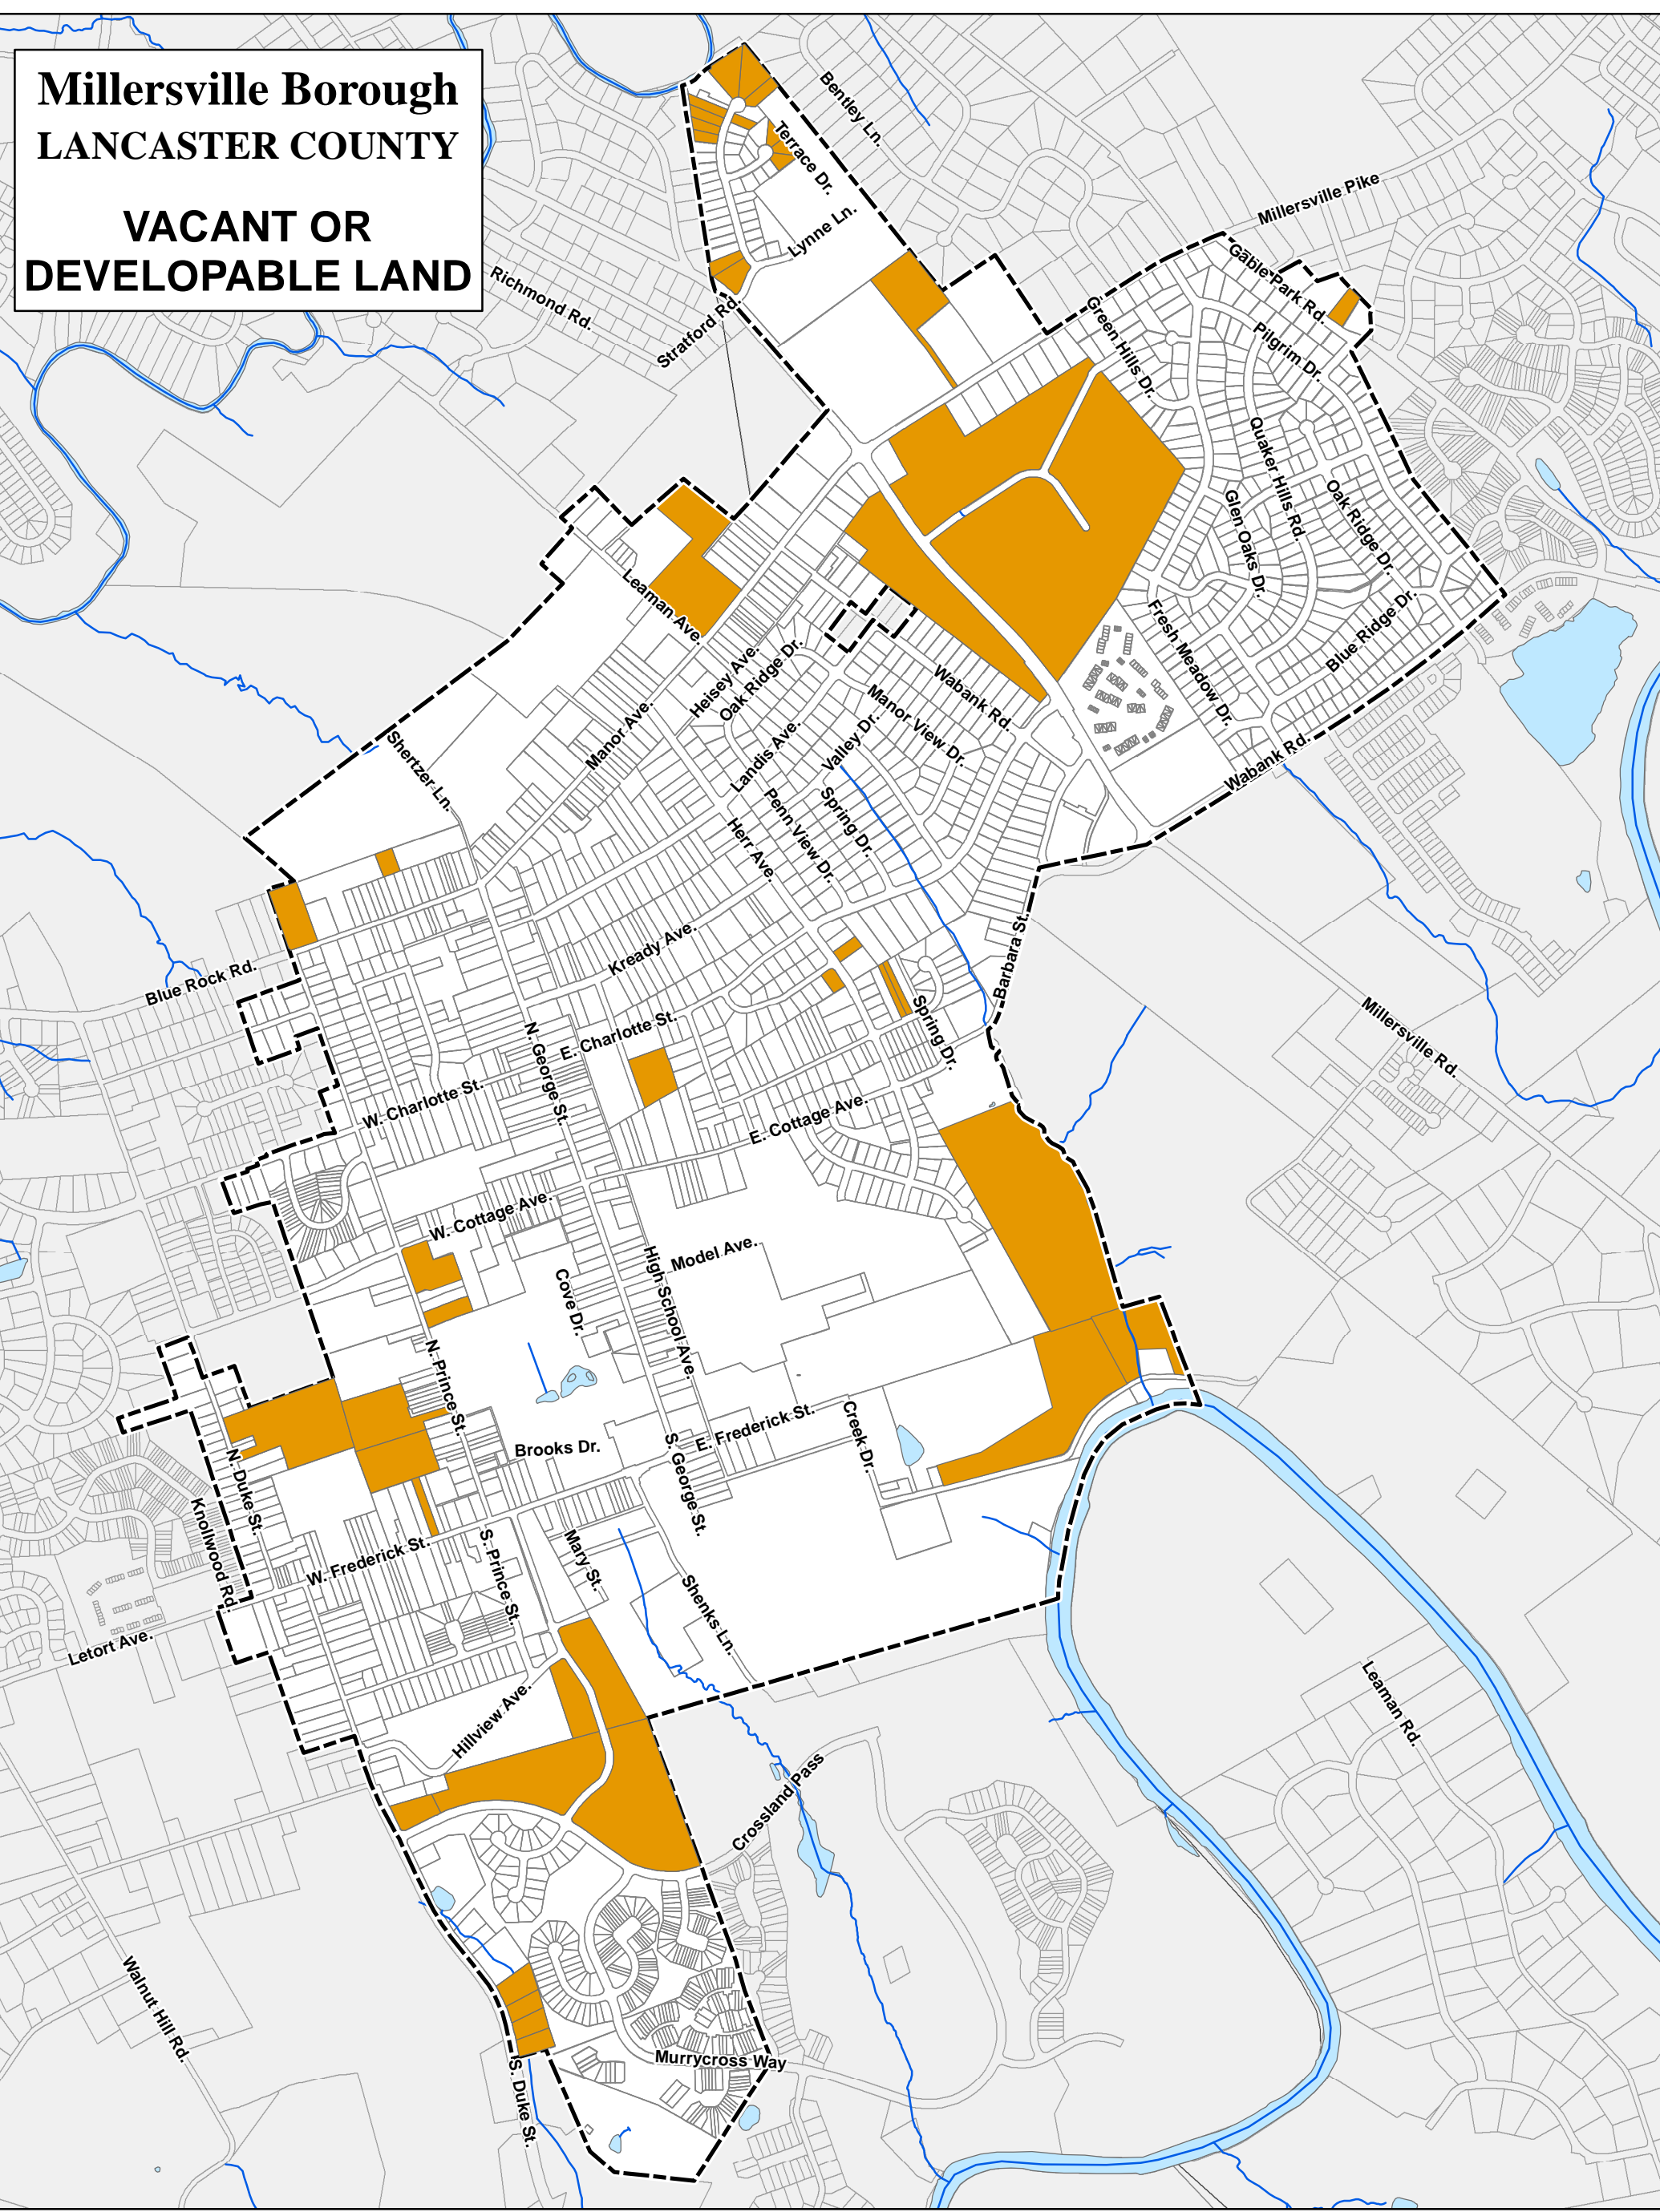 Millersville Borough
LANCASTER COUNTY
VACANT OR
DEVELOPABLE LAND
Bentley Ln.
Terrace Dr.
Millersville Pike
Lynne Ln.
Gable Park Rd.
Richmond Rd.
Stratford Rd.
Green Hills Dr.
Pilgrim Dr.
Quaker Hills Rd.
Oak Ridge Dr.
Glen Oaks Dr.
Leaman Ave.
Fresh Meadow Dr.
Blue Ridge Dr.
Heisey Ave.
Oak Ridge Dr.
Wabank Rd.
Manor View Dr.
Manor Ave.
Landis Ave.
Valley Dr.
Shertzer Ln.
Wabank Rd.
Penn View Dr.
Spring Dr.
Herr Ave.
Kready Ave.
Barbara St.
Blue Rock Rd.
Spring Dr.
Millersville Rd.
N. George St.
E. Charlotte St.
W. Charlotte St.
E. Cottage Ave.
W. Cottage Ave.
Model Ave.
High School Ave.
Cove Dr.
N. Prince St.
E. Frederick St.
Creek Dr.
Brooks Dr.
S. George St.
N. Duke St.
Knollwood Rd.
W. Frederick St.
S. Prince St.
Mary St.
Shenks Ln.
Letort Ave.
Hillview Ave.
Leaman Rd.
Crossland Pass
Walnut Hill Rd.
Murrycross Way
S. Duke St.